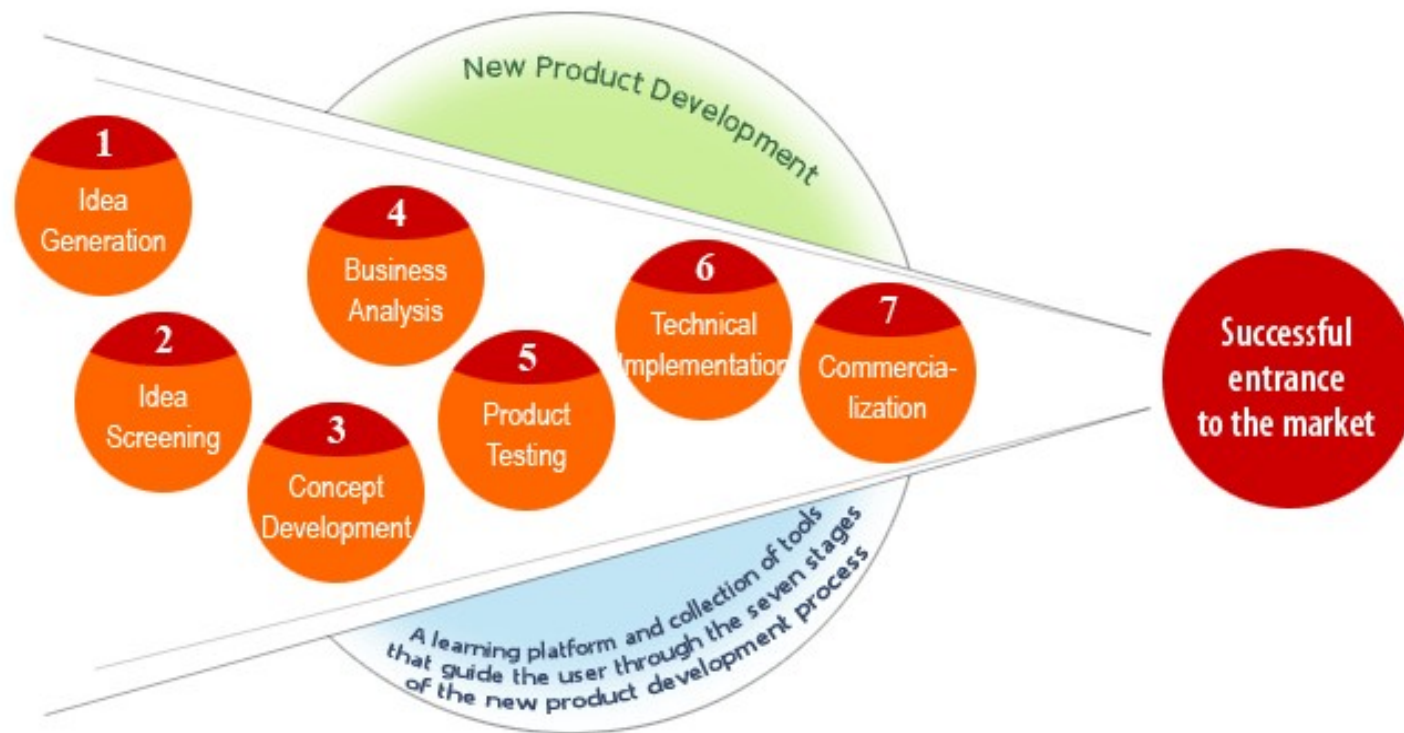 New Product Development
1
Idea
Generation
2
Idea
Screening
3
Concept
Development
4
Business
Analysis
5
Product
Testing
6
Technical
Implementation
7
Commercia-
lization
Successful
entrance
to the market
A learning platform and collection of tools
that guide the user through the seven stages
of the new product development process